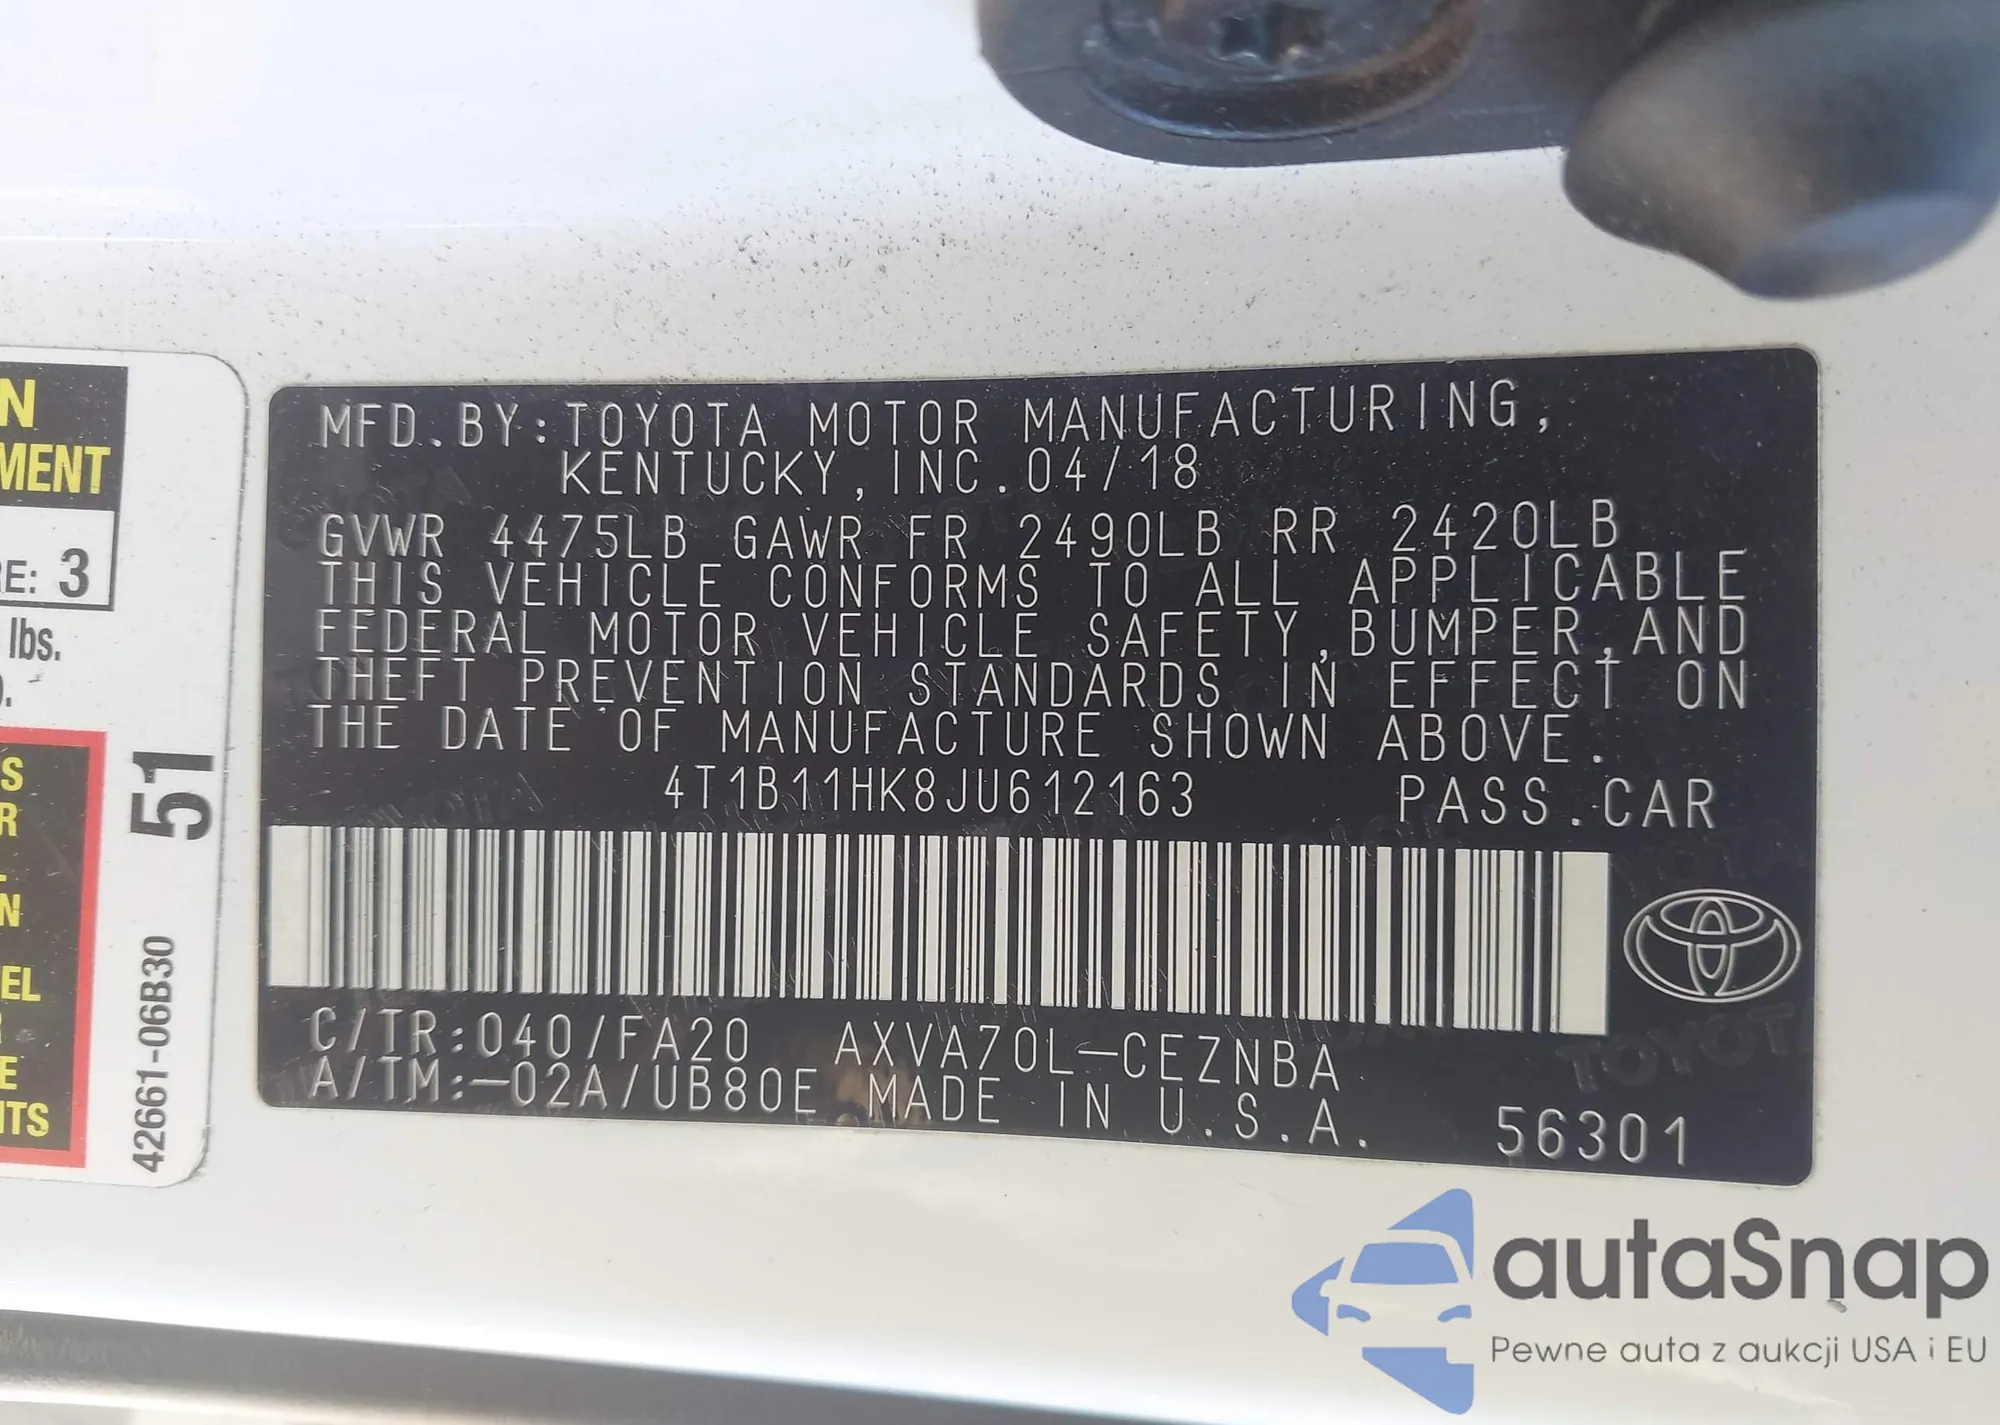 MFD.BY:TOYOTA MOTOR MANUFACTURING,
KENTUCKY,INC.04/18
GVWR 4475LB GAWR FR 2490LB RR 2420LB
THIS VEHICLE CONFORMS TO ALL APPLICABLE
FEDERAL MOTOR VEHICLE SAFETY,BUMPER,AND
THEFT PREVENTION STANDARDS IN EFFECT ON
THE DATE OF MANUFACTURE SHOWN ABOVE.
4T1B11HK8JU612163 PASS.CAR
C/TR:040/FA20 AXVA70L-CEZNBA
A/TM:-02A/UB80E MADE IN U.S.A. 56301
N
MENT
RE: 3
lbs.
S
R
N
EL
E
ITS
51
42661-06B30
autaSnap
Pewne auta z aukcji USA i EU